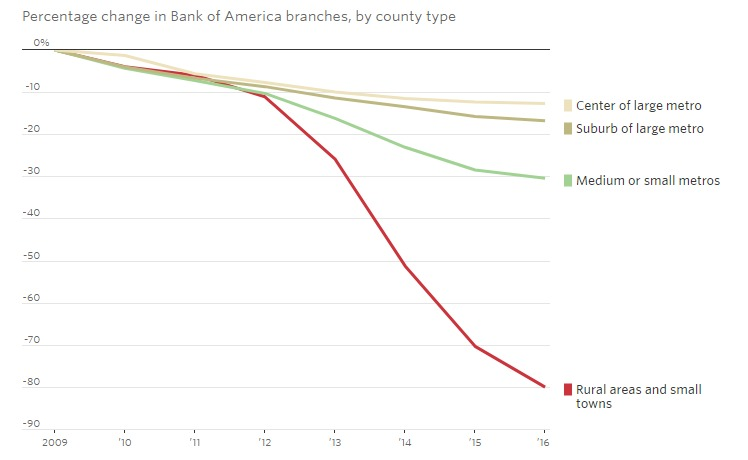 Percentage change in Bank of America branches, by county type
0%
-10
-20
-30
-40
-50
-60
-70
-80
-90
2009 '10 '11 '12 '13 '14 '15 '16
Center of large metro
Suburb of large metro
Medium or small metros
Rural areas and small
towns